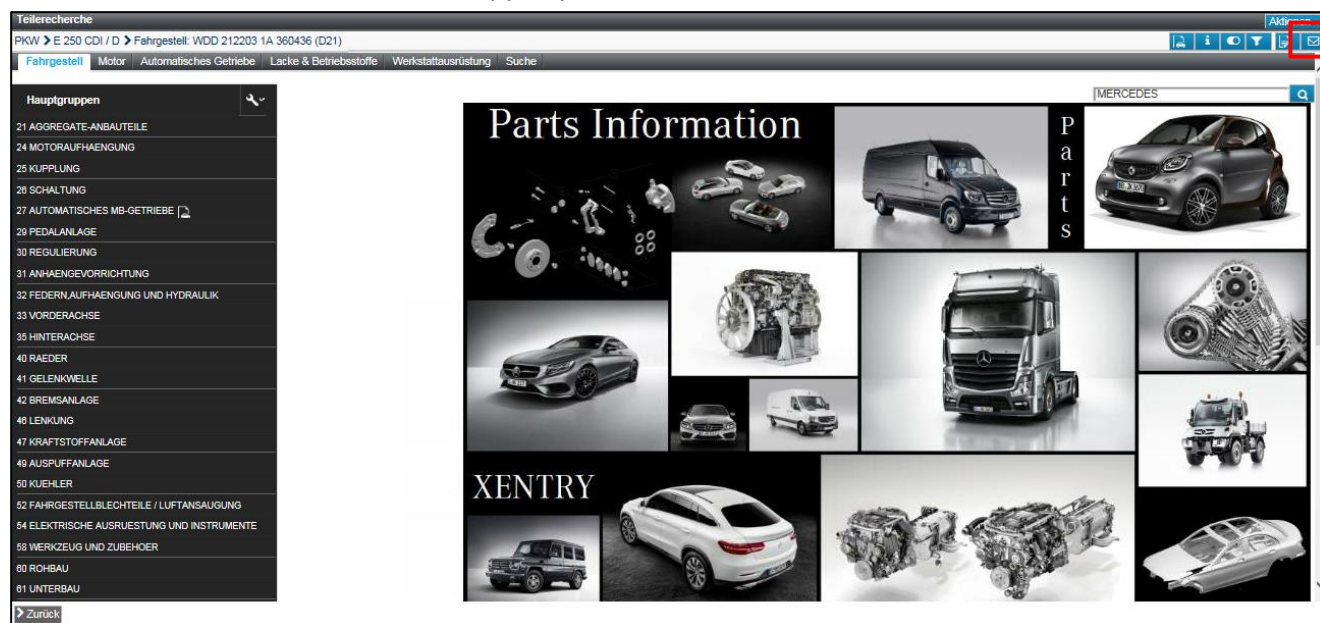 Teilerecherche
Aktionen
PKW > E 250 CDI / D > Fahrgestell: WDD 212203 1A 360436 (D21)
Fahrgestell Motor Automatisches Getriebe Lacke & Betriebsstoffe Werkstattausrüstung Suche
Hauptgruppen
MERCEDES
21 AGGREGATE-ANBAUTEILE
24 MOTORAUFHAENGUNG
25 KUPPLUNG
26 SCHALTUNG
27 AUTOMATISCHES MB-GETRIEBE
29 PEDALANLAGE
30 REGULIERUNG
31 ANHAENGEVORRICHTUNG
32 FEDERN,AUFHAENGUNG UND HYDRAULIK
33 VORDERACHSE
35 HINTERACHSE
40 RAEDER
41 GELENKWELLE
42 BREMSANLAGE
46 LENKUNG
47 KRAFTSTOFFANLAGE
49 AUSPUFFANLAGE
50 KUEHLER
52 FAHRGESTELLBLECHTEILE / LUFTANSAUGUNG
54 ELEKTRISCHE AUSRUESTUNG UND INSTRUMENTE
58 WERKZEUG UND ZUBEHOER
60 ROHBAU
61 UNTERBAU
> Zurück
Parts Information
Parts
XENTRY